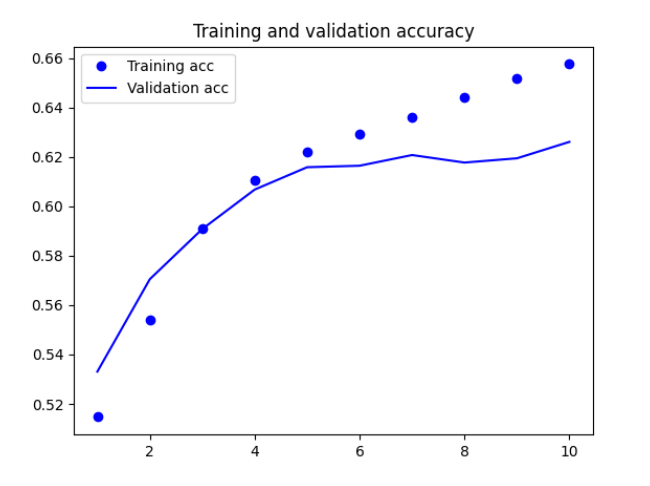 Training and validation accuracy
Training acc
Validation acc
0.66
0.64
0.62
0.60
0.58
0.56
0.54
0.52
2 4 6 8 10